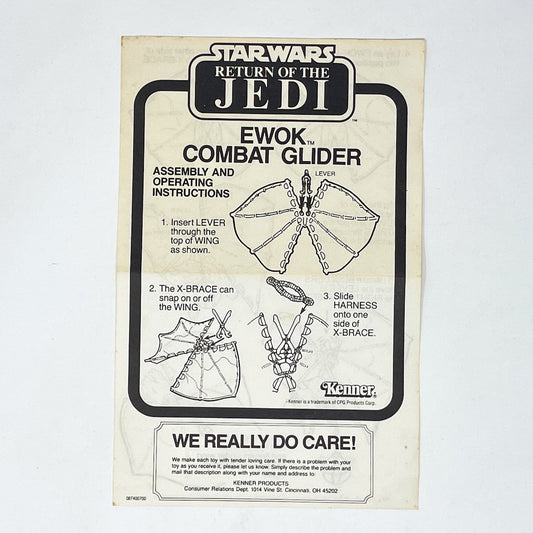 STAR WARS
RETURN OF THE
JEDI
TM
EWOK™
COMBAT GLIDER
ASSEMBLY AND
OPERATING
INSTRUCTIONS
LEVER
1. Insert LEVER
through the
top of WING
as shown.
2. The X-BRACE can
snap on or off
the WING.
3. Slide
HARNESS
onto one
side of
X-BRACE.
Kenner®
Kenner is a trademark of CPG Products Corp.
WE REALLY DO CARE!
We make each toy with tender loving care. If there is a problem with your
toy as you receive it, please let us know. Simply describe the problem and
mail that description along with your name and address to:
KENNER PRODUCTS
Consumer Relations Dept. 1014 Vine St. Cincinnati, OH 45202